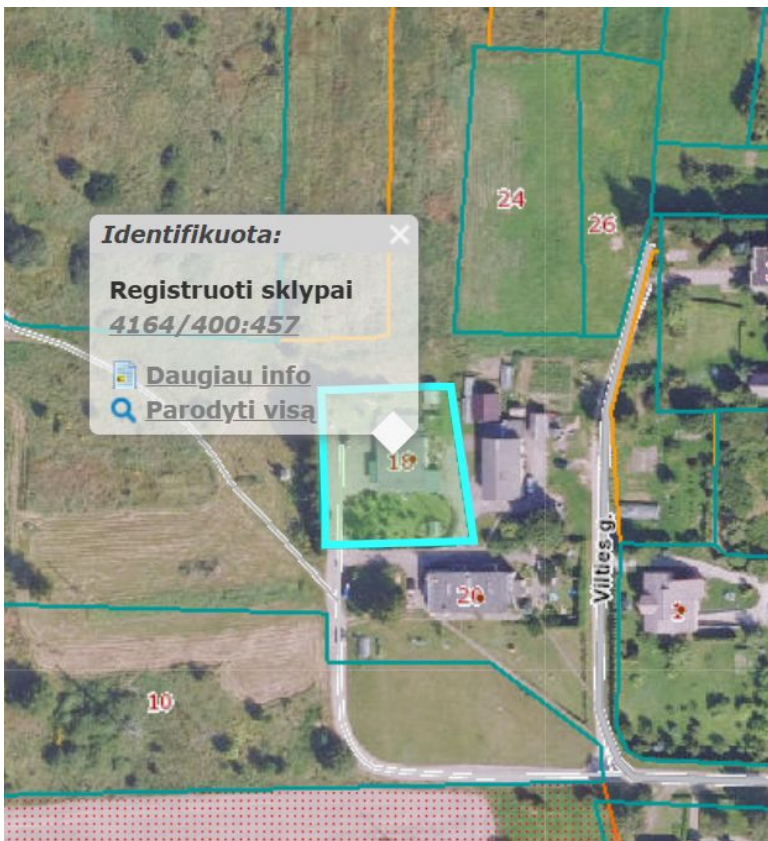 24
26
Identifikuota:
Registruoti sklypai
4164/400:457
Daugiau info
Parodyti visą
18
Vilties g.
20
10